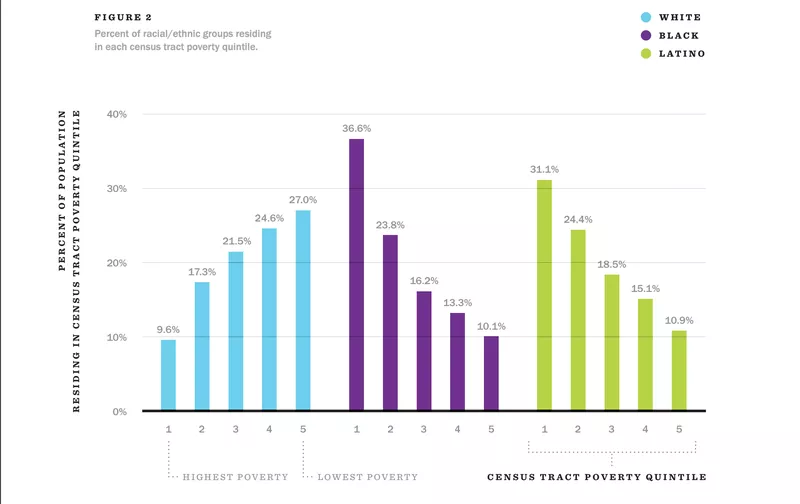 FIGURE 2
Percent of racial/ethnic groups residing
in each census tract poverty quintile.
WHITE
BLACK
LATINO
PERCENT OF POPULATION
RESIDING IN CENSUS TRACT POVERTY QUINTILE
40%
30%
20%
10%
0%
9.6%
17.3%
21.5%
24.6%
27.0%
36.6%
23.8%
16.2%
13.3%
10.1%
31.1%
24.4%
18.5%
15.1%
10.9%
1 2 3 4 5 1 2 3 4 5 1 2 3 4 5
HIGHEST POVERTY LOWEST POVERTY CENSUS TRACT POVERTY QUINTILE